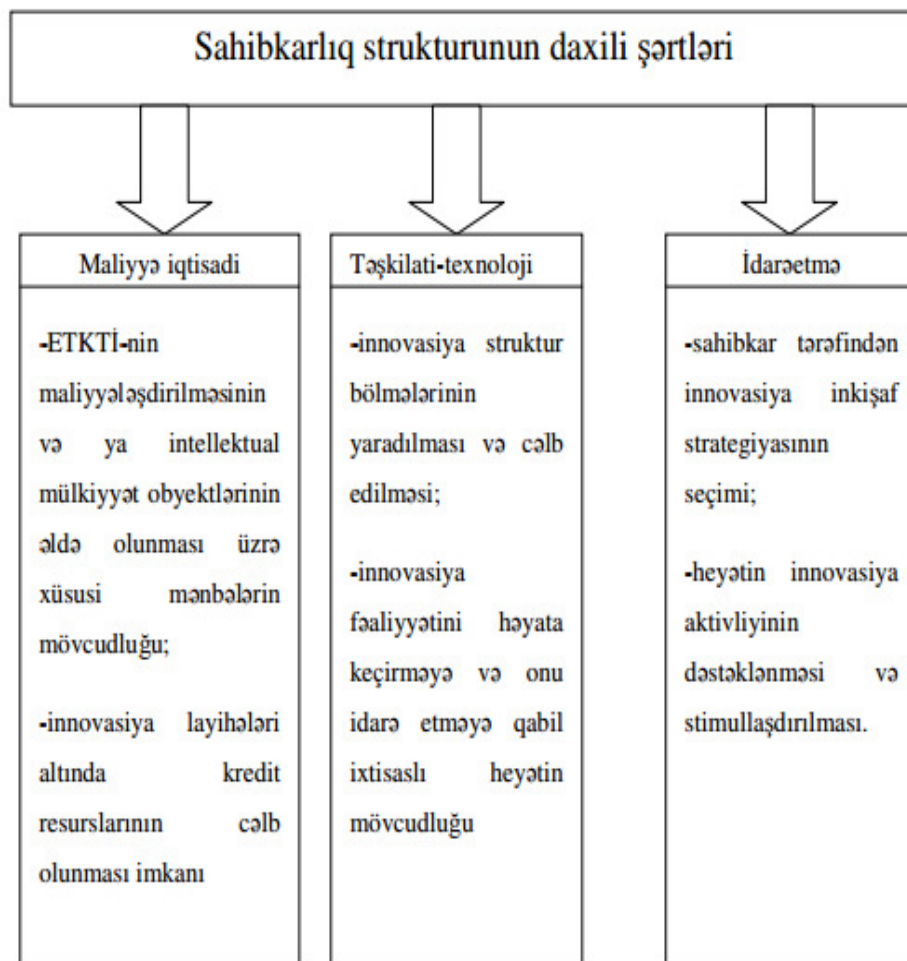 Sahibkarlıq strukturunun daxili şərtləri
Maliyyə iqtisadi
-ETKTİ-nin
maliyyələşdirilməsinin
və ya intellektual
mülkiyyət obyektlərinin
əldə olunması üzrə
xüsusi mənbələrin
mövcudluğu;
-innovasiya layihələri
altında kredit
resurslarının cəlb
olunması imkanı
Təşkilati-texnoloji
-innovasiya struktur
bölmələrinin
yaradılması və cəlb
edilməsi;
-innovasiya
fəaliyyətini həyata
keçirməyə və onu
idarə etməyə qabil
ixtisaslı heyətin
mövcudluğu
İdarəetmə
-sahibkar tərəfindən
innovasiya inkişaf
strategiyasının
seçimi;
-heyətin innovasiya
aktivliyinin
dəstəklənməsi və
stimullaşdırılması.